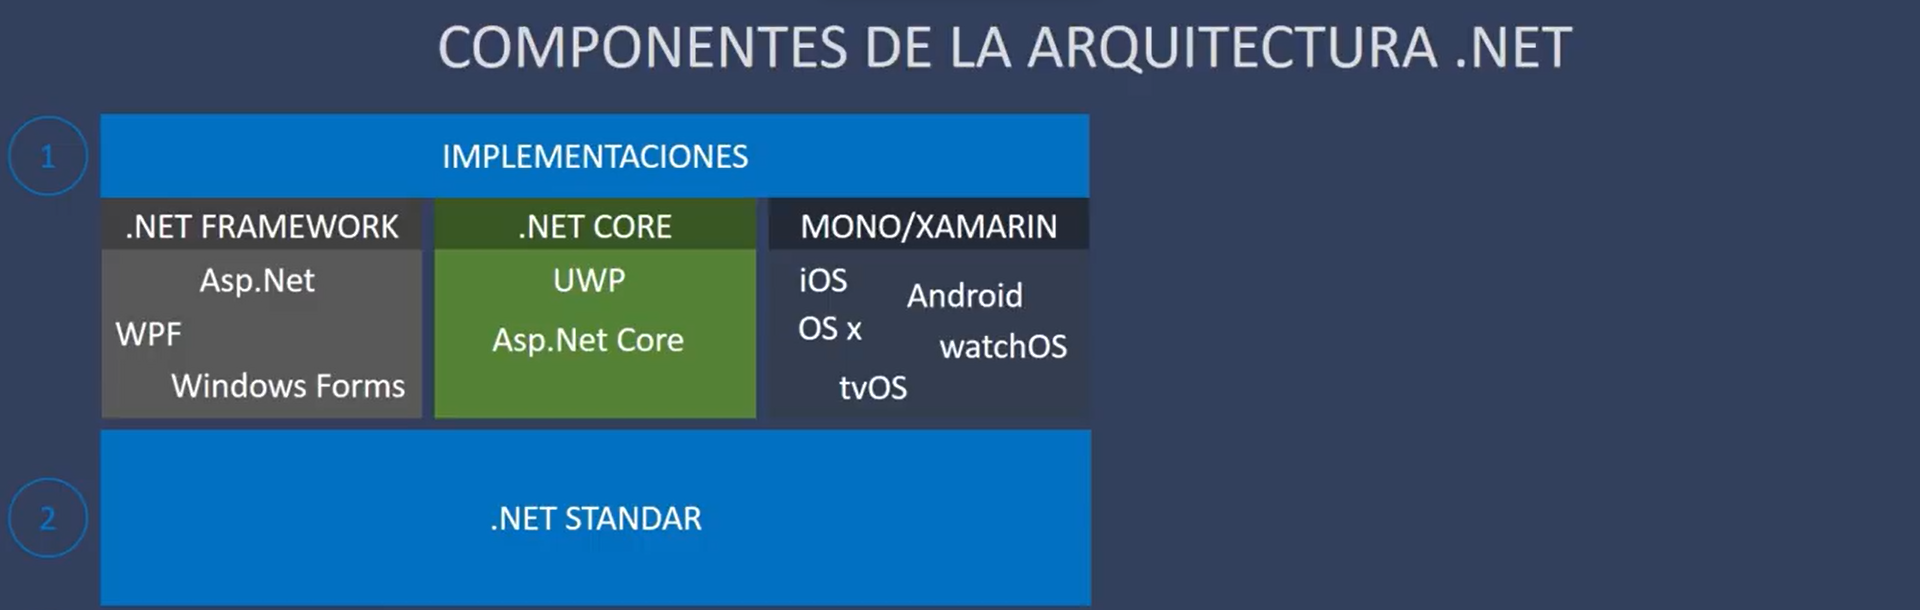 COMPONENTES DE LA ARQUITECTURA .NET
1
IMPLEMENTACIONES
.NET FRAMEWORK
Asp.Net
WPF
Windows Forms
.NET CORE
UWP
Asp.Net Core
MONO/XAMARIN
iOS
Android
OS x
watchOS
tvOS
2
.NET STANDAR